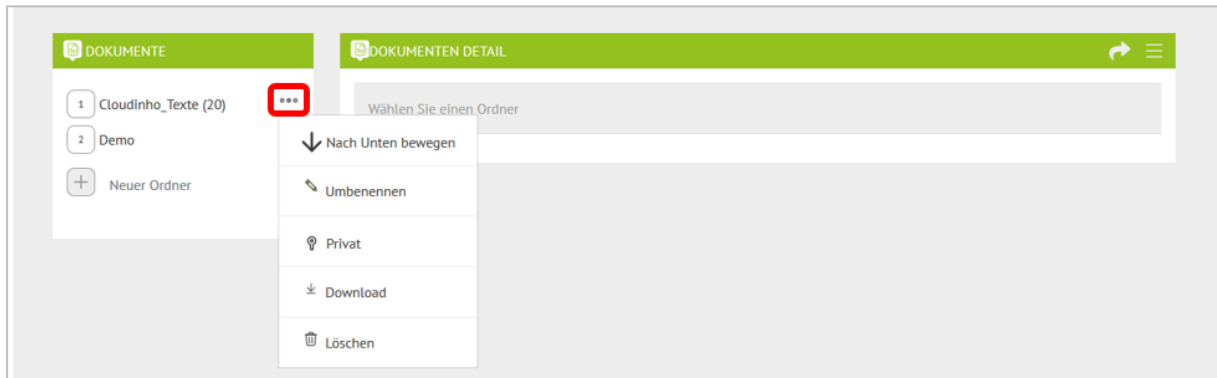 DOKUMENTE
1 Cloudinho_Texte (20)
2 Demo
Neuer Ordner
Nach Unten bewegen
Umbenennen
Privat
Download
Löschen
DOKUMENTEN DETAIL
Wählen Sie einen Ordner